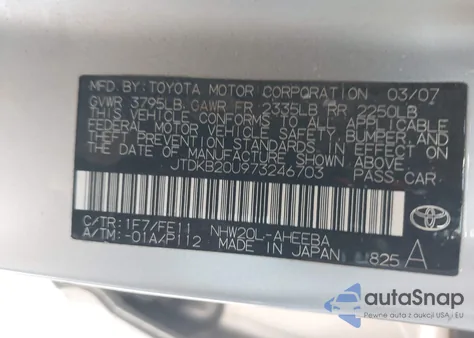 MFD. BY: TOYOTA MOTOR CORPORATION 03/07
GVWR 3795LB GAWR FR 2335LB RR 2250LB
THIS VEHICLE CONFORMS TO ALL APPLICABLE
FEDERAL MOTOR VEHICLE SAFETY, BUMPER, AND
THEFT PREVENTION STANDARDS IN EFFECT ON
THE DATE OF MANUFACTURE SHOWN ABOVE.
JTDKB20U973246703 PASS CAR
C/TR: 1F7/FE11 NHW20L-AHEEBA
A/TM: -01A/P112 MADE IN JAPAN 825 A
TOYOTA
autoSnap
Pewne auta z aukcji USA i EU